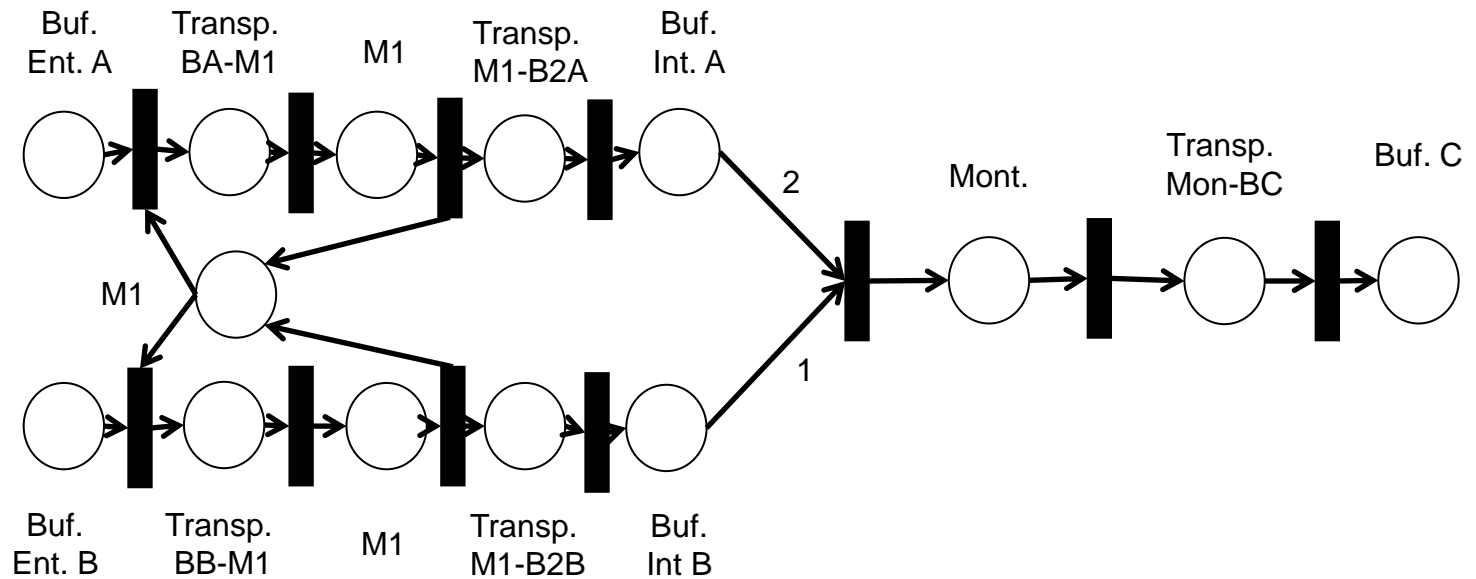 Buf.
Ent. A
Transp.
BA-M1
M1
Transp.
M1-B2A
Buf.
Int. A
2
Mont.
Transp.
Mon-BC
Buf. C
M1
1
Buf.
Ent. B
Transp.
BB-M1
M1
Transp.
M1-B2B
Buf.
Int B